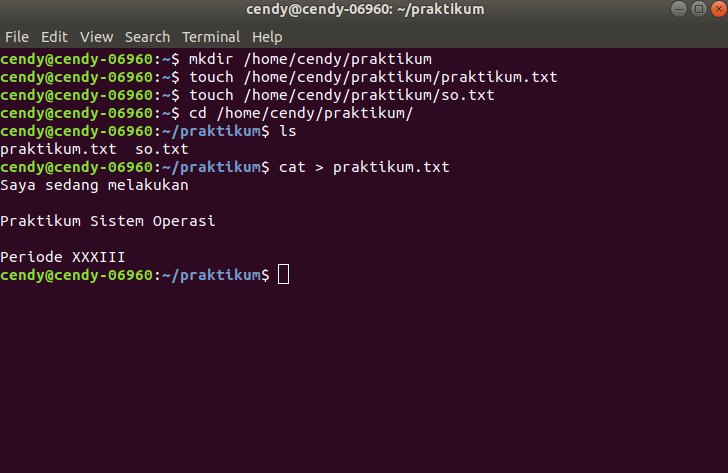 cendy@cendy-06960: ~/praktikum
File Edit View Search Terminal Help
cendy@cendy-06960:~$ mkdir /home/cendy/praktikum
cendy@cendy-06960:~$ touch /home/cendy/praktikum/praktikum.txt
cendy@cendy-06960:~$ touch /home/cendy/praktikum/so.txt
cendy@cendy-06960:~$ cd /home/cendy/praktikum/
cendy@cendy-06960:~/praktikum$ ls
praktikum.txt  so.txt
cendy@cendy-06960:~/praktikum$ cat > praktikum.txt
Saya sedang melakukan
Praktikum Sistem Operasi
Periode XXXIII
cendy@cendy-06960:~/praktikum$